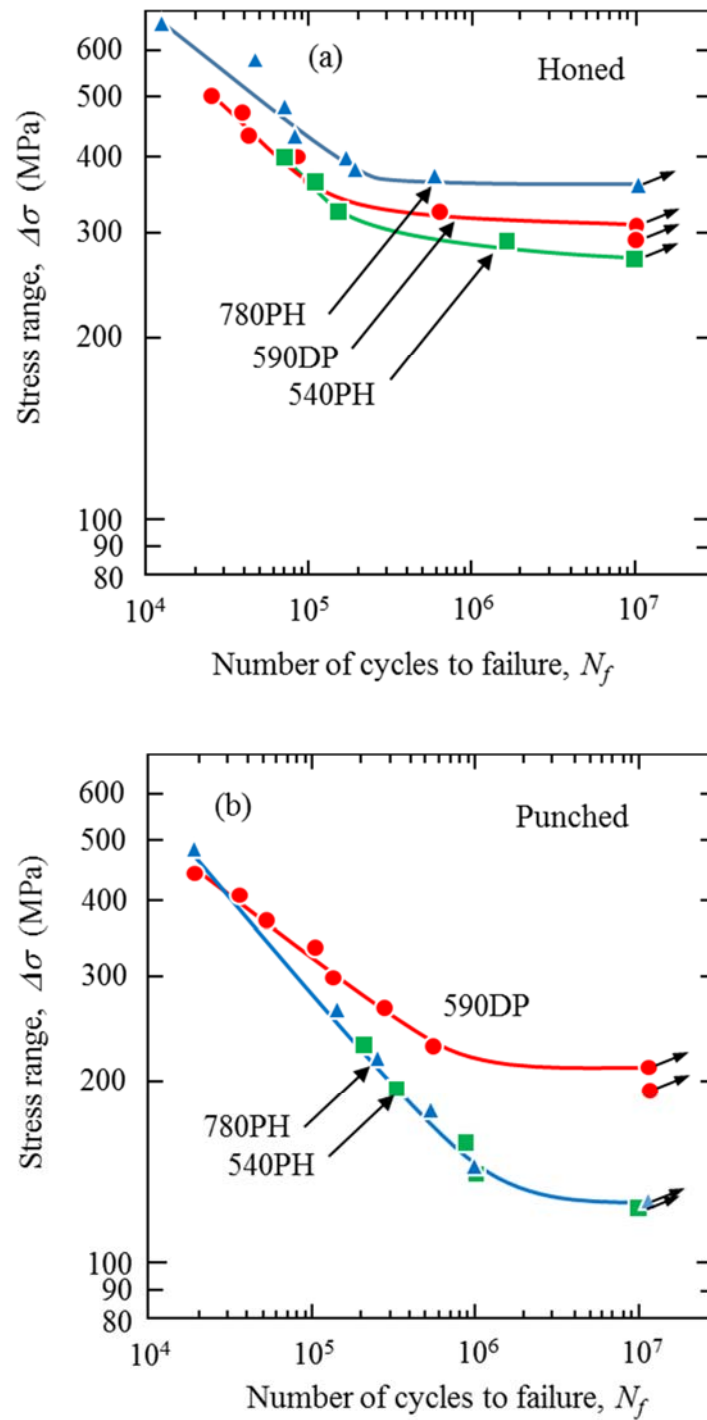 (a)
Honed
600
500
400
300
200
100
90
80
Stress range, Δσ (MPa)
780PH
590DP
540PH
10⁴
10⁵
10⁶
10⁷
Number of cycles to failure, N_f
(b)
Punched
600
500
400
300
200
100
90
80
Stress range, Δσ (MPa)
590DP
780PH
540PH
10⁴
10⁵
10⁶
10⁷
Number of cycles to failure, N_f